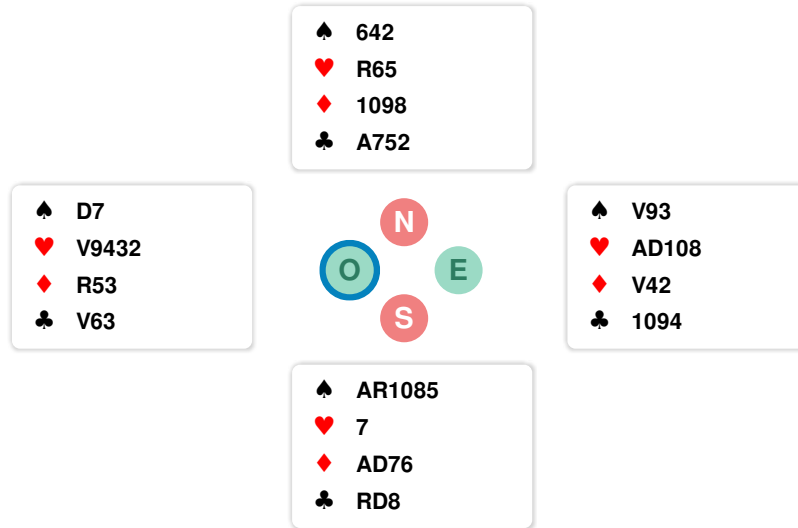 ♠ 642
♥ R65
♦ 1098
♣ A752
♠ D7
♥ V9432
♦ R53
♣ V63
N
O E
S
♠ V93
♥ AD108
♦ V42
♣ 1094
♠ AR1085
♥ 7
♦ AD76
♣ RD8